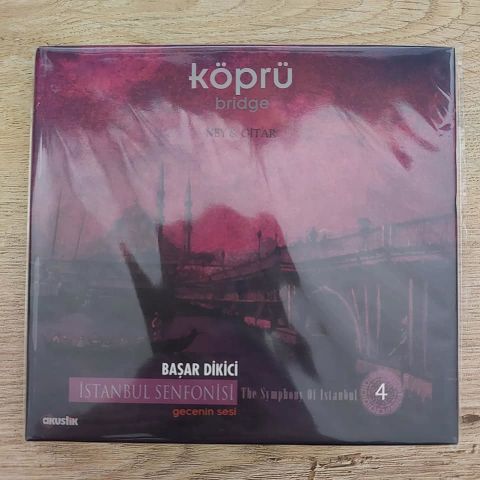 köprü
bridge
NEY & GİTAR
BAŞAR DİKİCİ
İSTANBUL SENFONİSİ The Symphony Of Istanbul 4
gecenin sesi
akustik